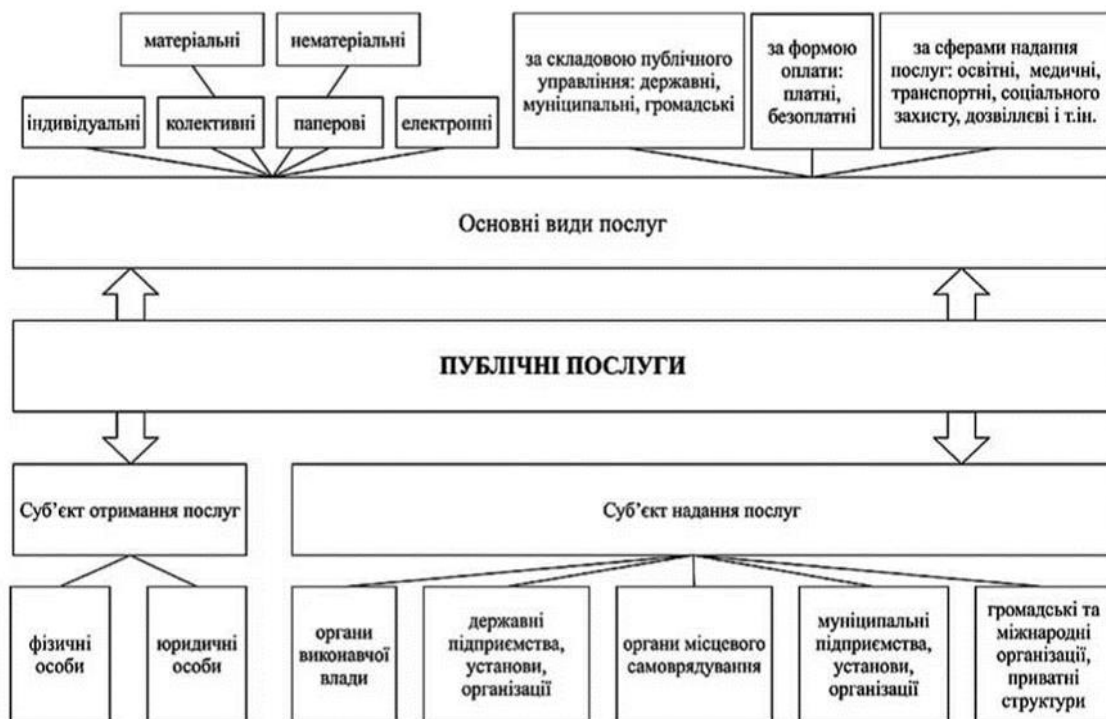 матеріальні
нематеріальні
за складовою публічного
управління: державні,
муніципальні, громадські
за формою
оплати:
платні,
безоплатні
за сферами надання
послуг: освітні, медичні,
транспортні, соціального
захисту, дозвіллєві і т.ін.
індивідуальні
колективні
паперові
електронні
Основні види послуг
ПУБЛІЧНІ ПОСЛУГИ
Суб’єкт отримання послуг
Суб’єкт надання послуг
фізичні
особи
юридичні
особи
органи
виконавчої
влади
державні
підприємства,
установи,
організації
органи місцевого
самоврядування
муніципальні
підприємства,
установи,
організації
громадські та
міжнародні
організації,
приватні
структури